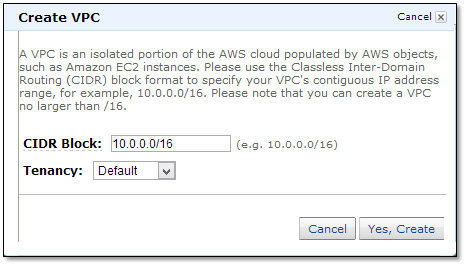 Create VPC Cancel
A VPC is an isolated portion of the AWS cloud populated by AWS objects,
such as Amazon EC2 instances. Please use the Classless Inter-Domain
Routing (CIDR) block format to specify your VPC's contiguous IP address
range, for example, 10.0.0.0/16. Please note that you can create a VPC
no larger than /16.
CIDR Block: 10.0.0.0/16 (e.g. 10.0.0.0/16)
Tenancy: Default
Cancel Yes, Create